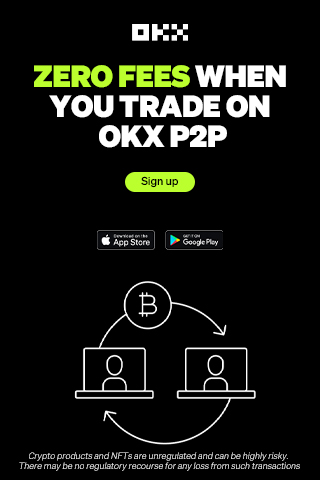 OKX
ZERO FEES WHEN
YOU TRADE ON
OKX P2P
Sign up
Download on the
App Store
GET IT ON
Google Play
Crypto products and NFTs are unregulated and can be highly risky.
There may be no regulatory recourse for any loss from such transactions